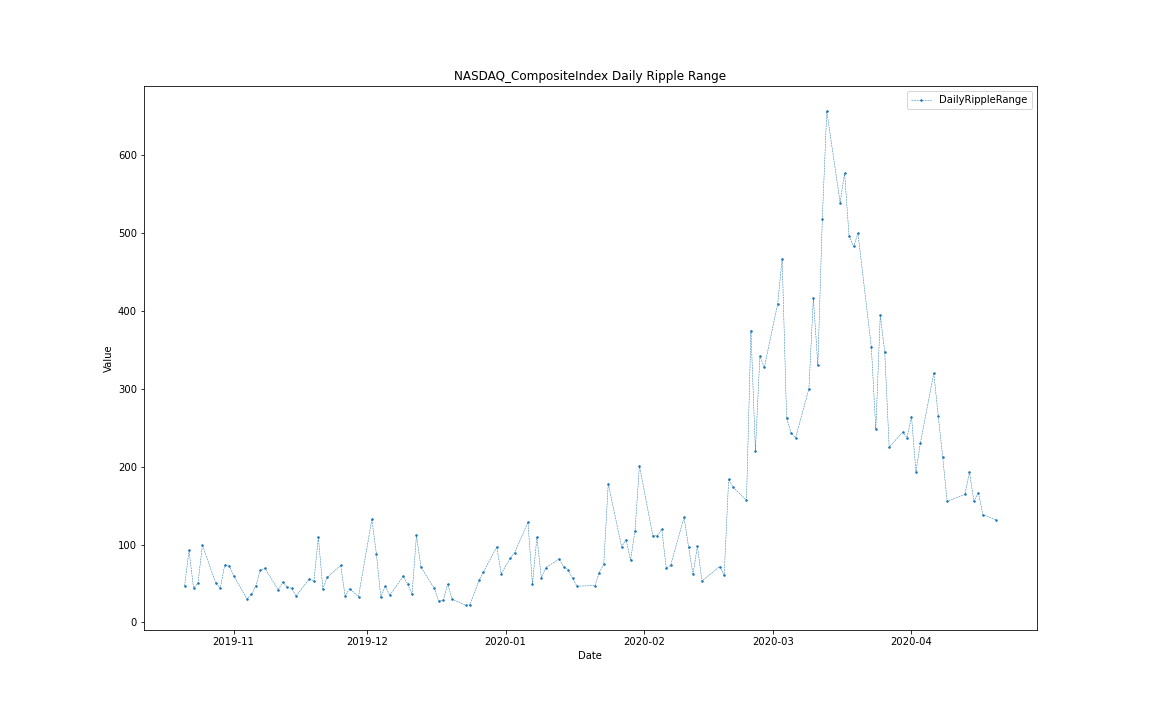 NASDAQ_CompositeIndex Daily Ripple Range
DailyRippleRange
600
500
400
300
200
100
0
Value
2019-11 2019-12 2020-01 2020-02 2020-03 2020-04
Date